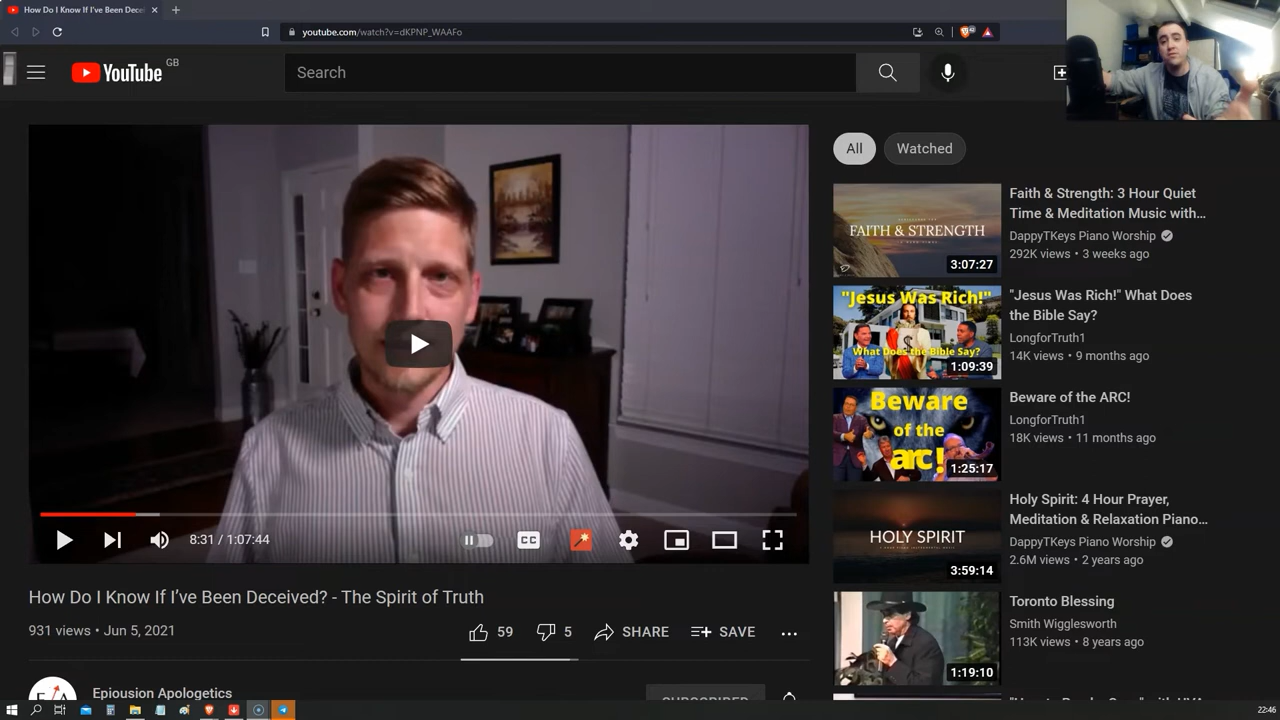 How Do I Know If I've Been Dece
youtube.com/watch?v=dKPNP_WAAFo
YouTube GB
Search
All
Watched
FAITH & STRENGTH
3:07:27
Faith & Strength: 3 Hour Quiet
Time & Meditation Music with…
DappyTKeys Piano Worship
292K views • 3 weeks ago
"Jesus Was Rich!"
What Does the Bible Say?
1:09:39
"Jesus Was Rich!" What Does
the Bible Say?
LongforTruth1
14K views • 9 months ago
Beware
of the
arc!
1:25:17
Beware of the ARC!
LongforTruth1
18K views • 11 months ago
HOLY SPIRIT
3:59:14
Holy Spirit: 4 Hour Prayer,
Meditation & Relaxation Piano…
DappyTKeys Piano Worship
2.6M views • 2 years ago
1:19:10
Toronto Blessing
Smith Wigglesworth
113K views • 8 years ago
8:31 / 1:07:44
CC
How Do I Know If I've Been Deceived? - The Spirit of Truth
931 views • Jun 5, 2021
59
5
SHARE
SAVE
Epiousion Apologetics
SUBSCRIBED
22:46